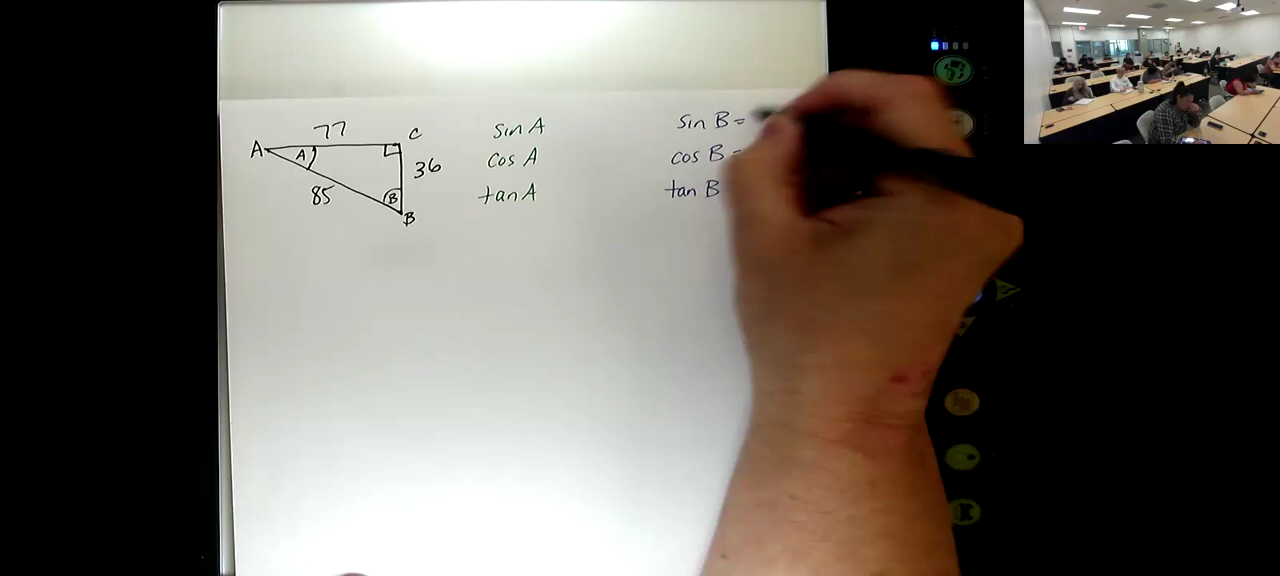 77
A A C
36
85 B
B
sin A
cos A
tan A
sin B =
cos B =
tan B